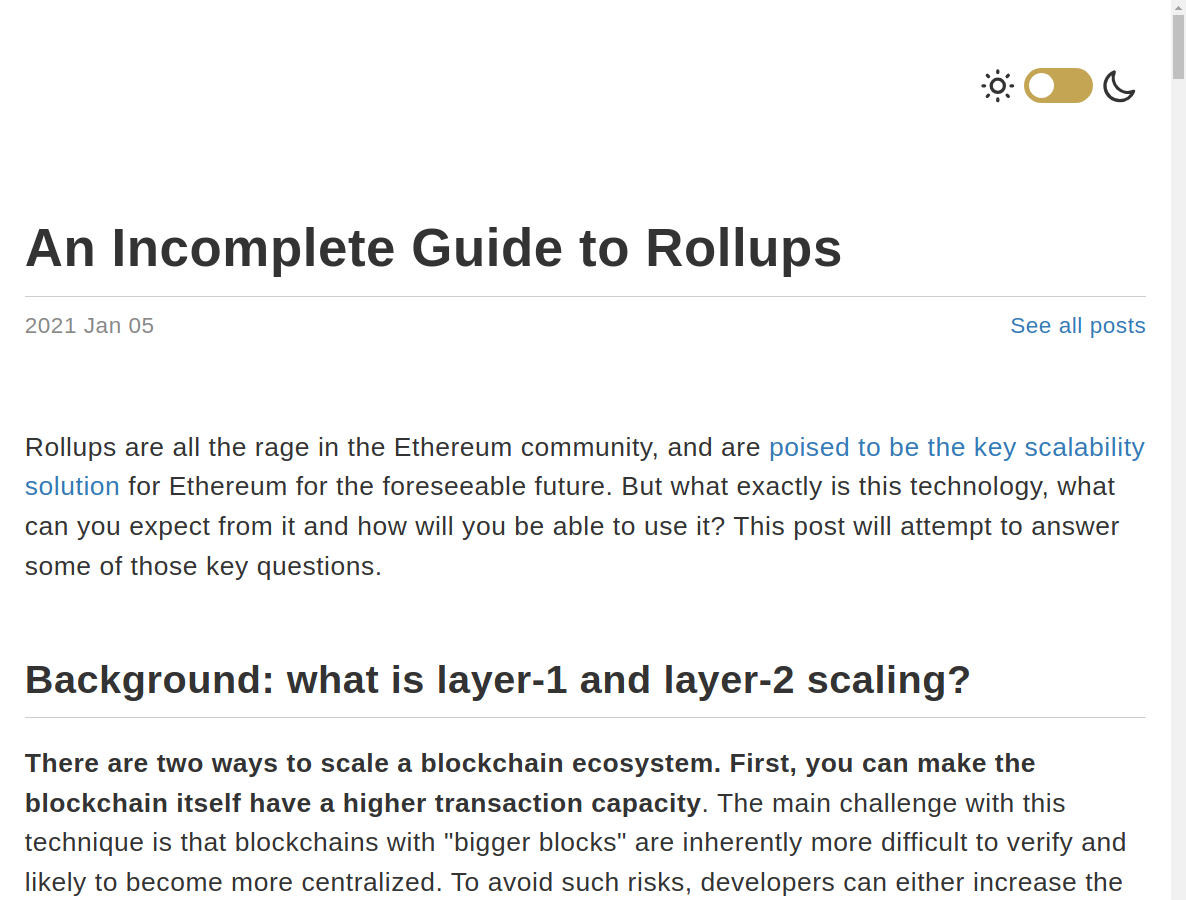 An Incomplete Guide to Rollups
2021 Jan 05
See all posts
Rollups are all the rage in the Ethereum community, and are poised to be the key scalability
solution for Ethereum for the foreseeable future. But what exactly is this technology, what
can you expect from it and how will you be able to use it? This post will attempt to answer
some of those key questions.
Background: what is layer-1 and layer-2 scaling?
There are two ways to scale a blockchain ecosystem. First, you can make the
blockchain itself have a higher transaction capacity. The main challenge with this
technique is that blockchains with "bigger blocks" are inherently more difficult to verify and
likely to become more centralized. To avoid such risks, developers can either increase the